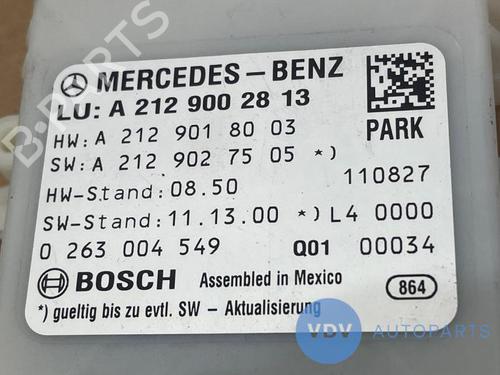 MERCEDES-BENZ
LU: A 212 900 28 13
HW: A 212 901 80 03
PARK
SW: A 212 902 75 05 *)
HW-Stand: 08.50
110827
SW-Stand: 11.13.00 *) L4 0000
0 263 004 549 Q01 00034
BOSCH Assembled in Mexico
864
*) gueltig bis zu evtl. SW - Aktualisierung
B-PARTS
VDV AUTOPARTS